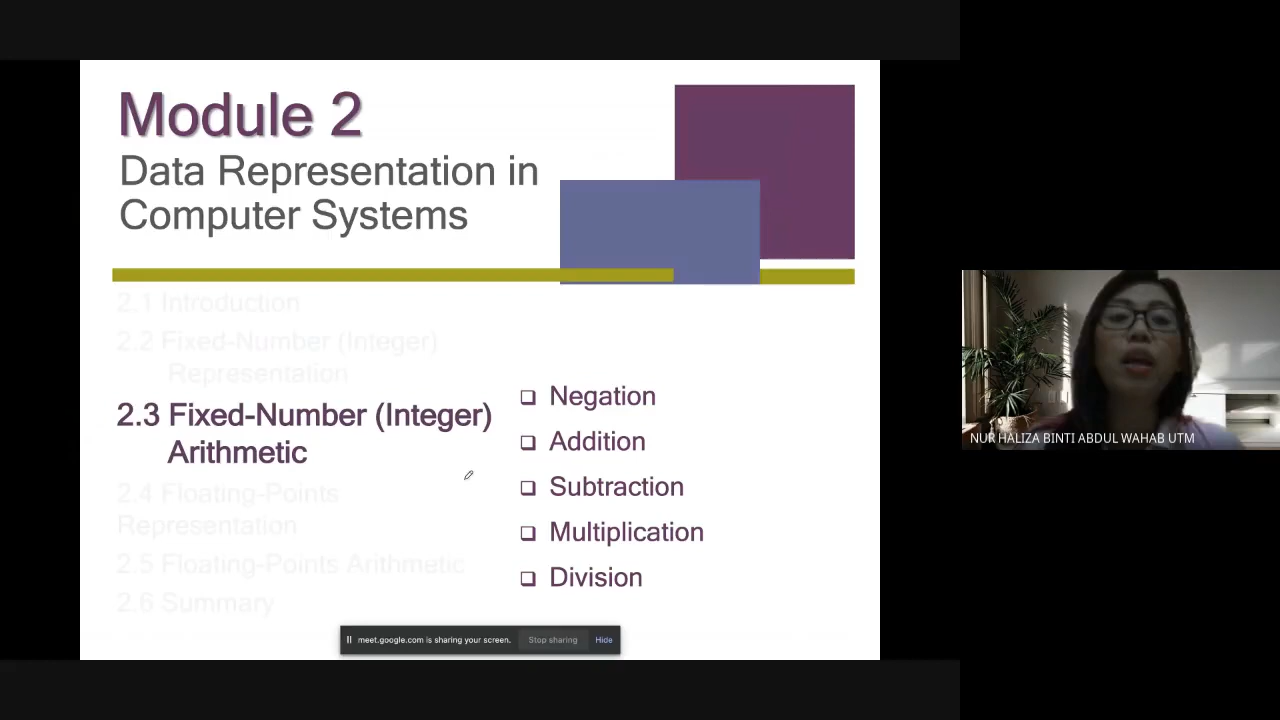 Module 2
Data Representation in
Computer Systems
2.1 Introduction
2.2 Fixed-Number (Integer)
Representation
2.3 Fixed-Number (Integer)
Arithmetic
2.4 Floating-Points
Representation
2.5 Floating-Points Arithmetic
2.6 Summary
Negation
Addition
Subtraction
Multiplication
Division
meet.google.com is sharing your screen. Stop sharing Hide
NUR HALIZA BINTI ABDUL WAHAB UTM